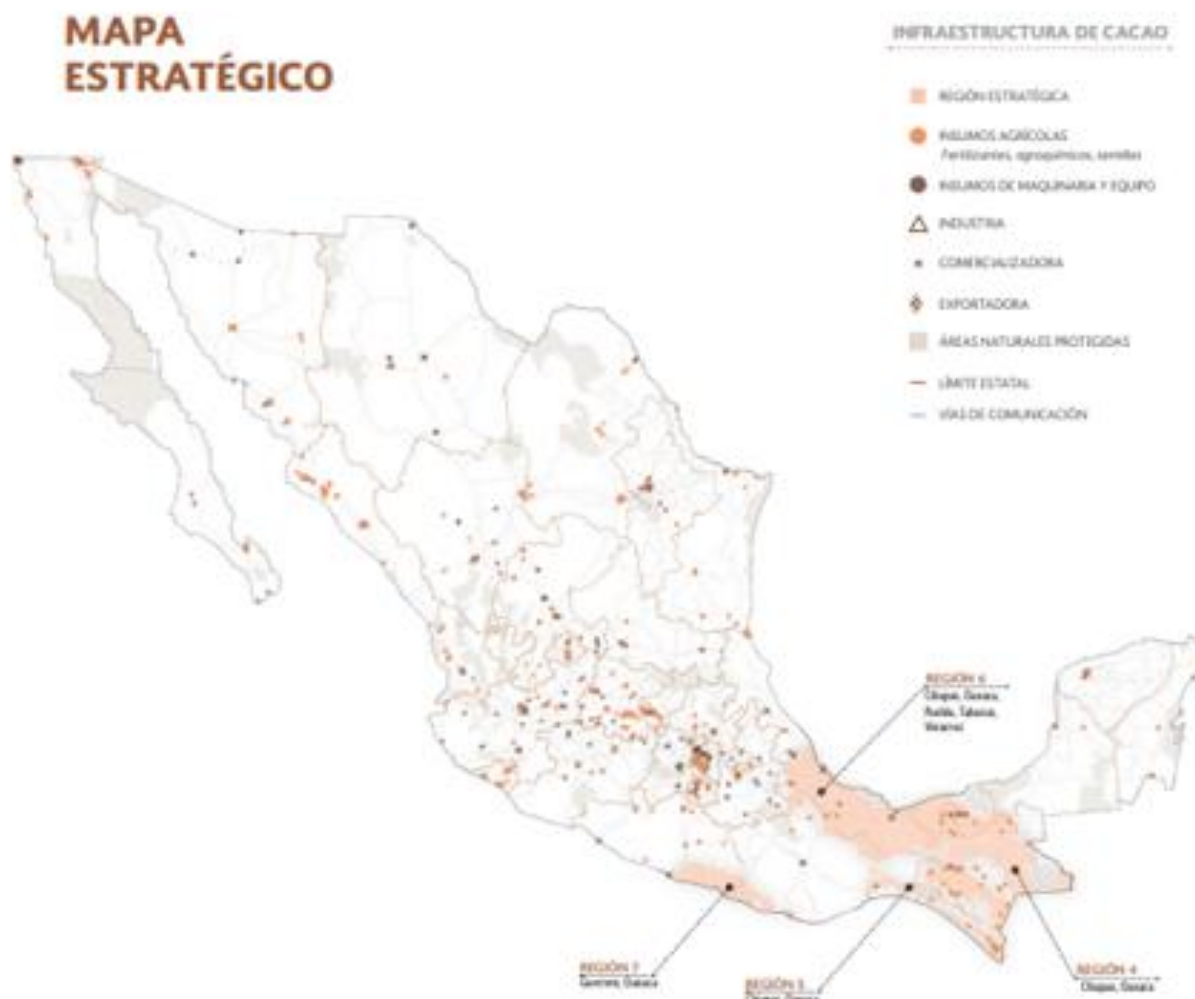 MAPA
ESTRATÉGICO
INFRAESTRUCTURA DE CACAO
REGIÓN ESTRATÉGICA
INSUMOS AGRÍCOLAS
Fertilizantes, agroquímicos, semillas
INSUMOS DE MAQUINARIA Y EQUIPO
INDUSTRIA
COMERCIALIZADORA
EXPORTADORA
ÁREAS NATURALES PROTEGIDAS
LÍMITE ESTATAL
VÍAS DE COMUNICACIÓN
REGIÓN 6
Chiapas, Oaxaca,
Puebla, Tabasco,
Veracruz
REGIÓN 7
Guerrero, Oaxaca
REGIÓN 5
Chiapas, Oaxaca
REGIÓN 4
Chiapas, Oaxaca